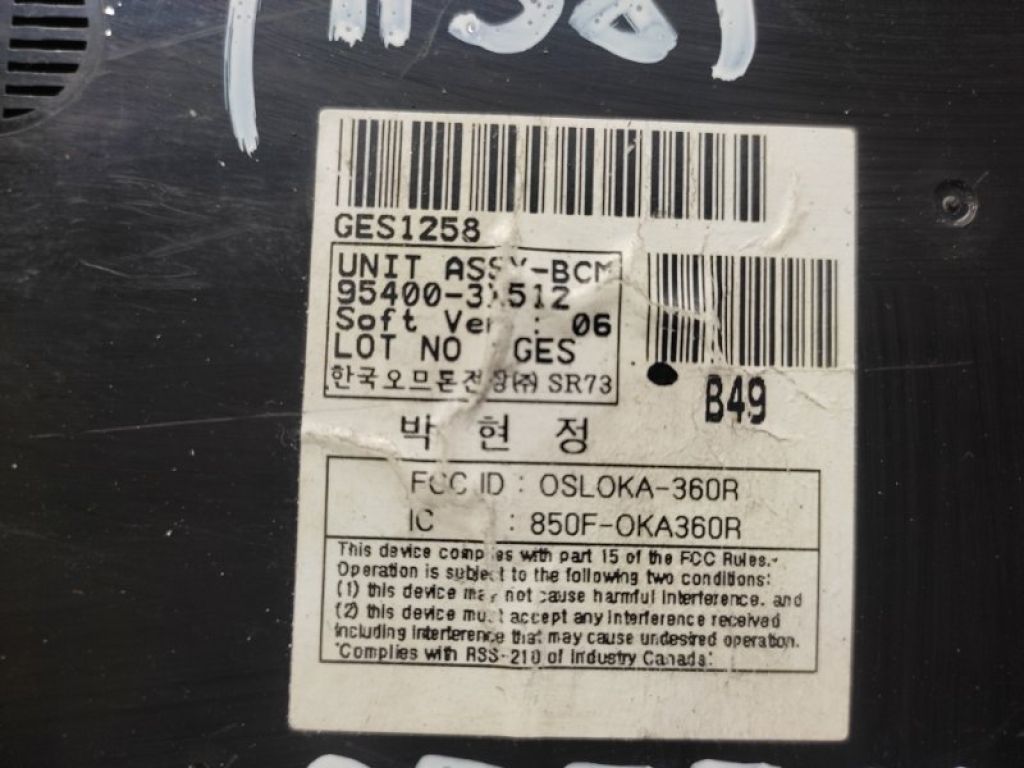 GES1258
UNIT ASSY-BCM
95400-3X512
Soft Ver : 06
LOT NO GES
한국오므톤전장㈜ SR73
B49
박 현 정
FCC ID : OSLOKA-360R
IC : 850F-OKA360R
This device complies with part 15 of the FCC Rules.
Operation is subject to the following two conditions:
(1) this device may not cause harmful interference, and
(2) this device must accept any interference received
including interference that may cause undesired operation.
"Complies with RSS-210 of Industry Canada"